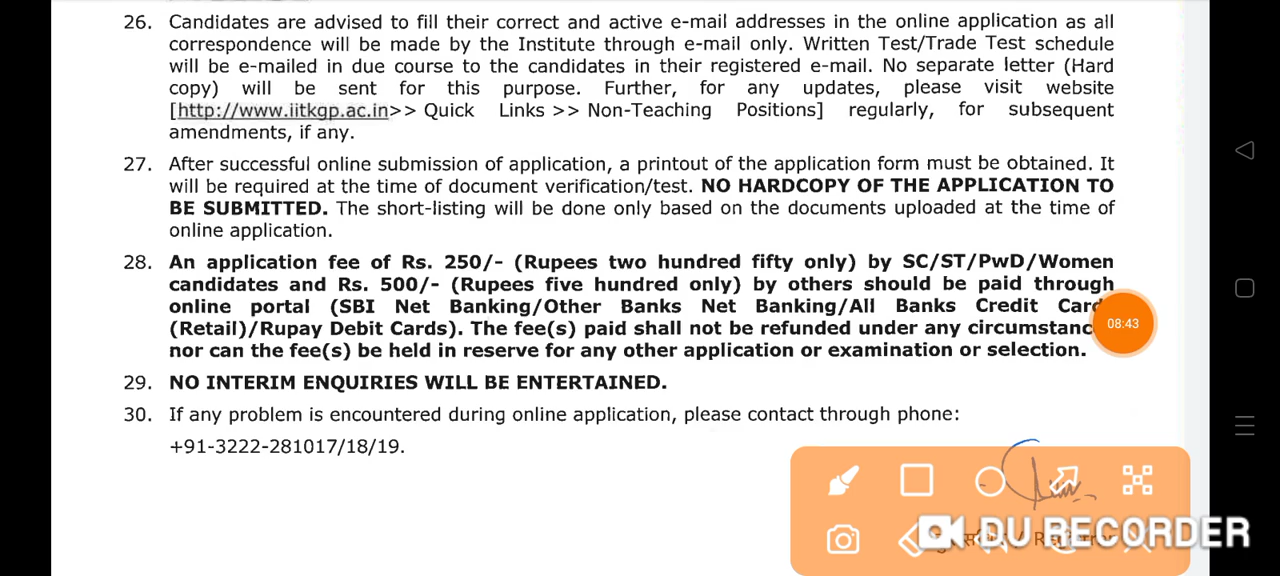 26. Candidates are advised to fill their correct and active e-mail addresses in the online application as all
correspondence will be made by the Institute through e-mail only. Written Test/Trade Test schedule
will be e-mailed in due course to the candidates in their registered e-mail. No separate letter (Hard
copy) will be sent for this purpose. Further, for any updates, please visit website
[http://www.iitkgp.ac.in>> Quick Links >> Non-Teaching Positions] regularly, for subsequent
amendments, if any.
27. After successful online submission of application, a printout of the application form must be obtained. It
will be required at the time of document verification/test. NO HARDCOPY OF THE APPLICATION TO
BE SUBMITTED. The short-listing will be done only based on the documents uploaded at the time of
online application.
28. An application fee of Rs. 250/- (Rupees two hundred fifty only) by SC/ST/PwD/Women
candidates and Rs. 500/- (Rupees five hundred only) by others should be paid through
online portal (SBI Net Banking/Other Banks Net Banking/All Banks Credit Car
(Retail)/Rupay Debit Cards). The fee(s) paid shall not be refunded under any circumstanc
nor can the fee(s) be held in reserve for any other application or examination or selection.
08:43
29. NO INTERIM ENQUIRIES WILL BE ENTERTAINED.
30. If any problem is encountered during online application, please contact through phone:
+91-3222-281017/18/19.
DU RECORDER